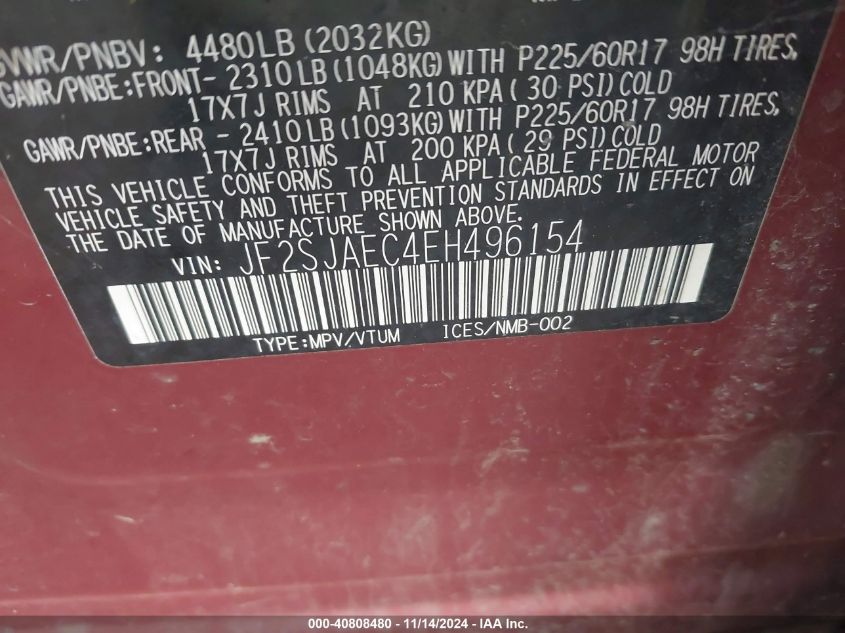 GVWR/PNBV: 4480LB (2032KG)
GAWR/PNBE:FRONT- 2310LB(1048KG)WITH P225/60R17 98H TIRES,
17X7J RIMS AT 210 KPA(30 PSI)COLD
GAWR/PNBE:REAR - 2410LB(1093KG)WITH P225/60R17 98H TIRES,
17X7J RIMS AT 200 KPA(29 PSI)COLD
THIS VEHICLE CONFORMS TO ALL APPLICABLE FEDERAL MOTOR
VEHICLE SAFETY AND THEFT PREVENTION STANDARDS IN EFFECT ON
THE DATE OF MANUFACTURE SHOWN ABOVE.
VIN: JF2SJAEC4EH496154
TYPE:MPV/VTUM ICES/NMB-002
000-40808480 - 11/14/2024 - IAA Inc.